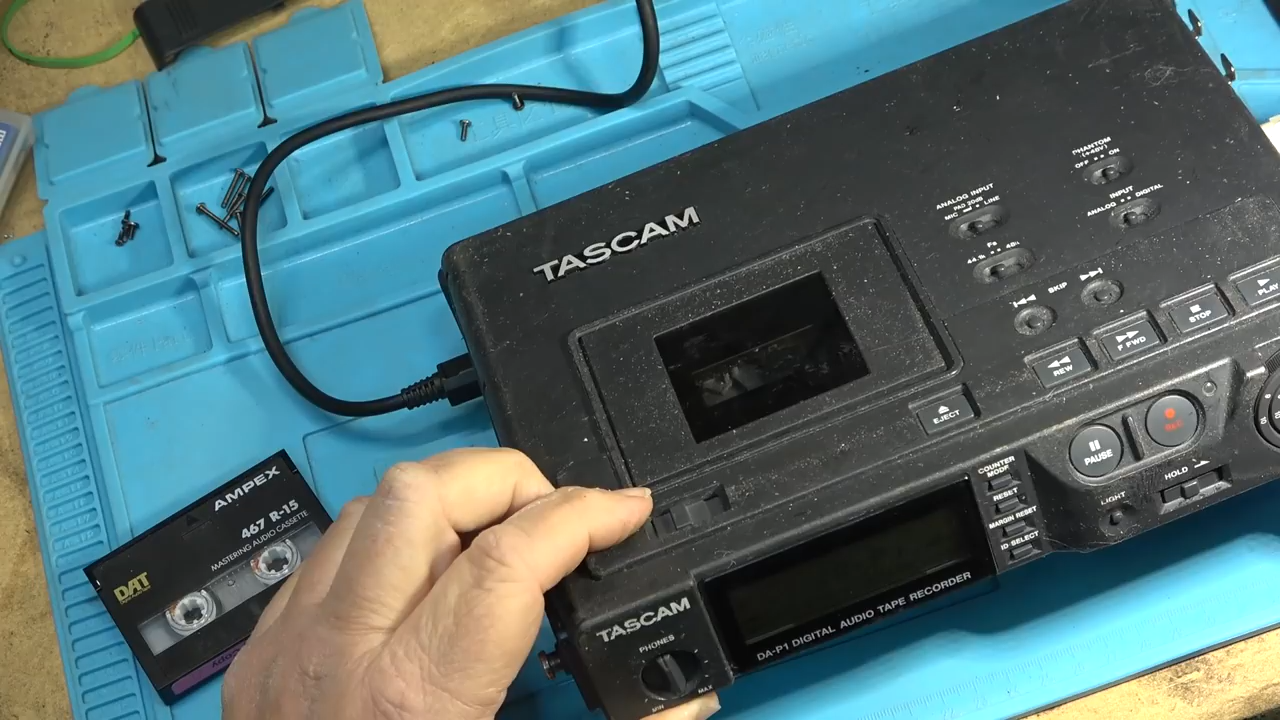 TASCAM
PHANTOM
(+48V)
OFF ON
ANALOG INPUT
PAD 20dB
MIC LINE
INPUT
ANALOG DIGITAL
Fs
44.1k 48k
SKIP
PLAY
STOP
F FWD
REW
EJECT
REC
PAUSE
HOLD
LIGHT
COUNTER
MODE
RESET
MARGIN RESET
ID SELECT
DA-P1 DIGITAL AUDIO TAPE RECORDER
TASCAM
PHONES
MIN MAX
AMPEX
467 R-15
MASTERING AUDIO CASSETTE
DAT